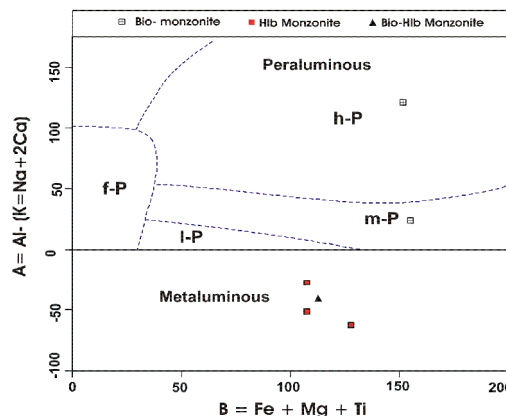 Bio- monzonite Hlb Monzonite Bio-Hlb Monzonite
Peraluminous
h-P
f-P
m-P
l-P
Metaluminous
A= Al- (K=Na+2Ca)
150
100
50
0
-50
-100
0 50 100 150 200
B = Fe + Mg + Ti